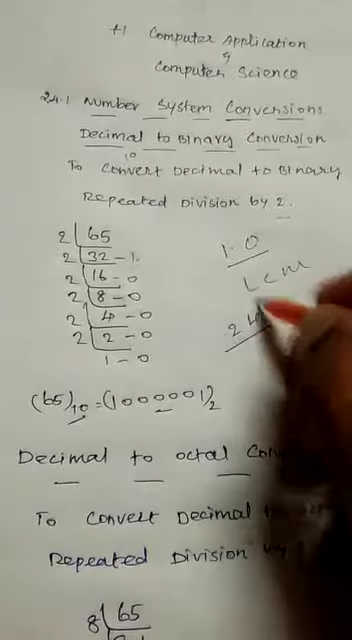 +1 Computer Application
&
Computer Science
2.4.1 Number System Conversions.
Decimal to Binary Conversion
10
To Convert Decimal to Binary
Repeated Division by 2.
2 65
2 32 - 1
2 16 - 0
2 8 - 0
2 4 - 0
2 2 - 0
1 - 0
1. 0
L C M
2
(65)10 = (1000001)2
Decimal to octal
To Convert Decimal
Repeated Division
8 65